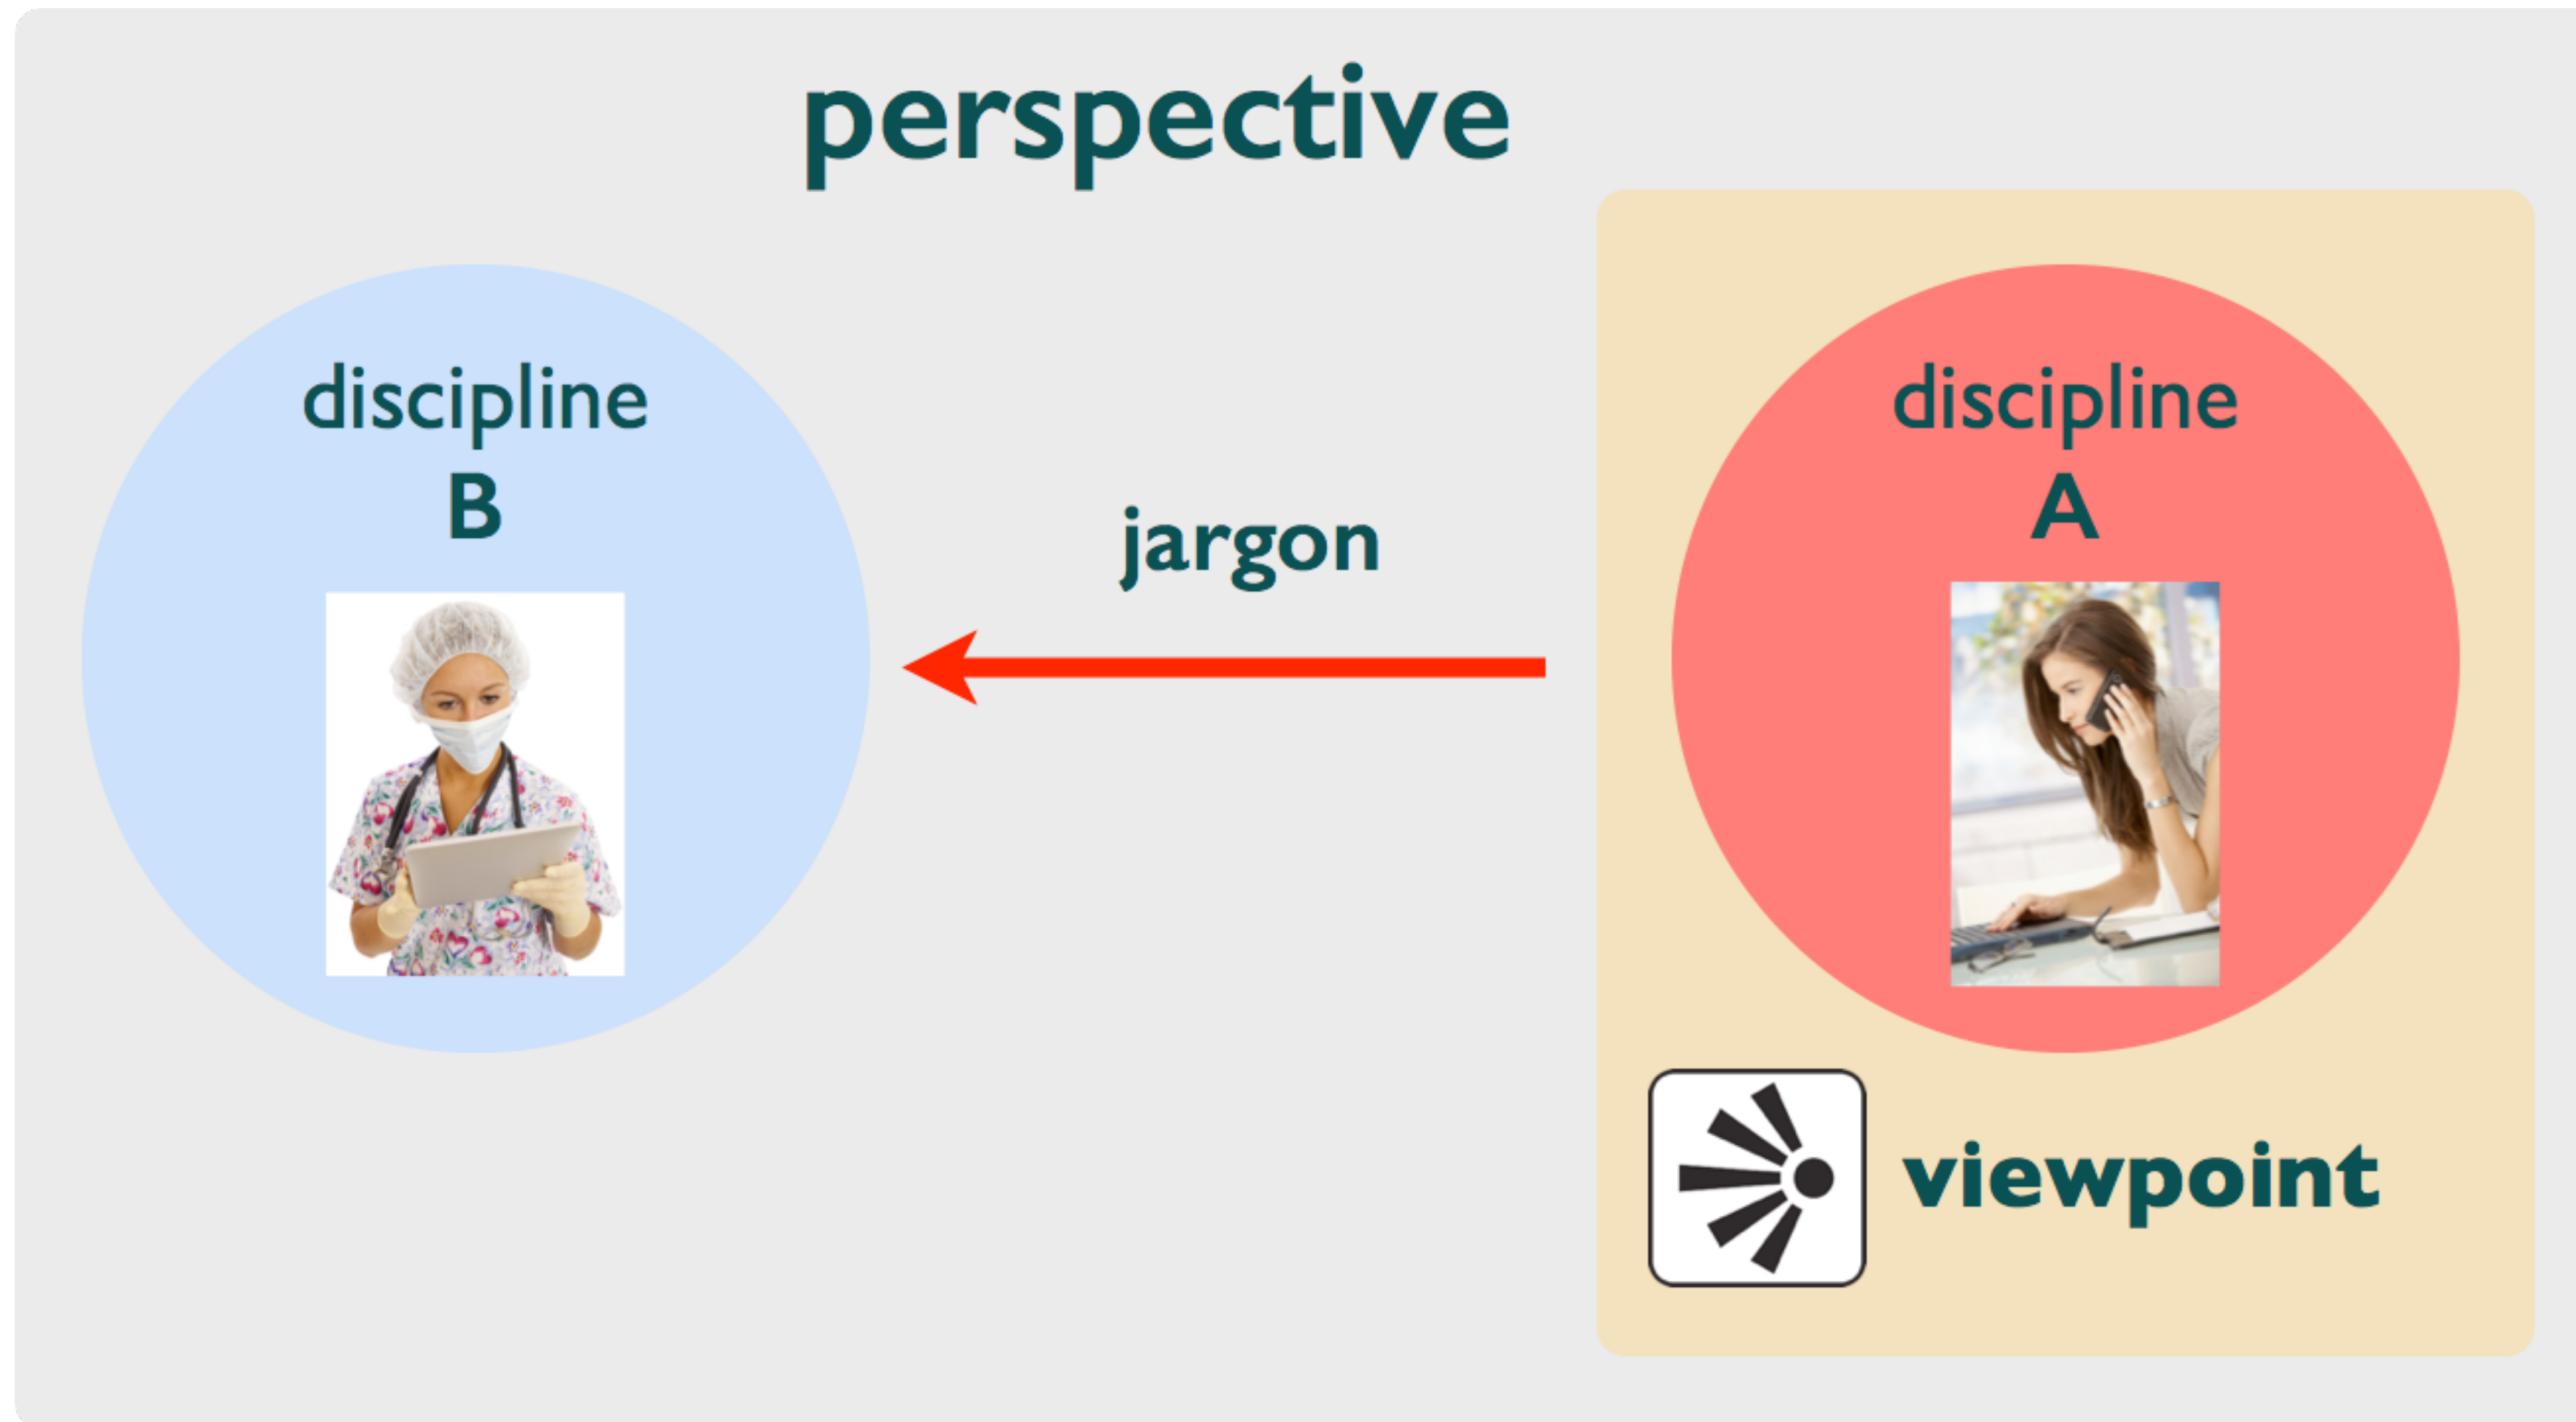 perspective
discipline
B
jargon
discipline
A
viewpoint